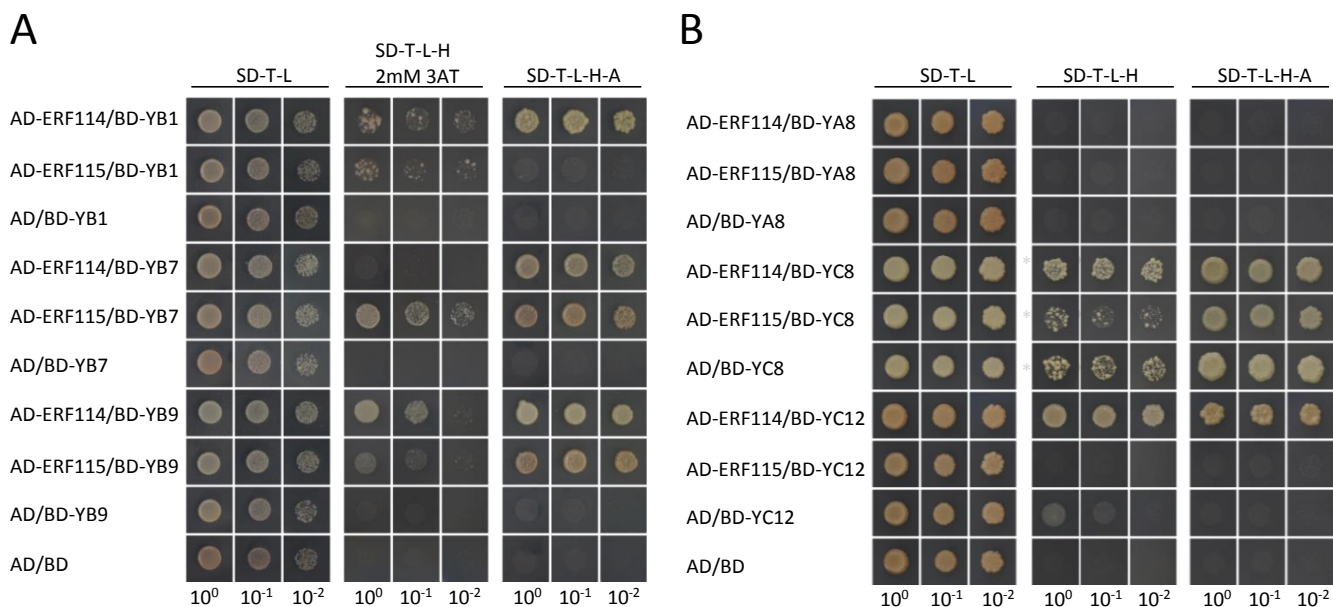 A
SD-T-L
SD-T-L-H
2mM 3AT
SD-T-L-H-A
AD-ERF114/BD-YB1
AD-ERF115/BD-YB1
AD/BD-YB1
AD-ERF114/BD-YB7
AD-ERF115/BD-YB7
AD/BD-YB7
AD-ERF114/BD-YB9
AD-ERF115/BD-YB9
AD/BD-YB9
AD/BD
10⁰ 10⁻¹ 10⁻² 10⁰ 10⁻¹ 10⁻² 10⁰ 10⁻¹ 10⁻²
B
SD-T-L SD-T-L-H SD-T-L-H-A
AD-ERF114/BD-YA8
AD-ERF115/BD-YA8
AD/BD-YA8
AD-ERF114/BD-YC8 *
AD-ERF115/BD-YC8 *
AD/BD-YC8 *
AD-ERF114/BD-YC12
AD-ERF115/BD-YC12
AD/BD-YC12
AD/BD
10⁰ 10⁻¹ 10⁻² 10⁰ 10⁻¹ 10⁻² 10⁰ 10⁻¹ 10⁻²